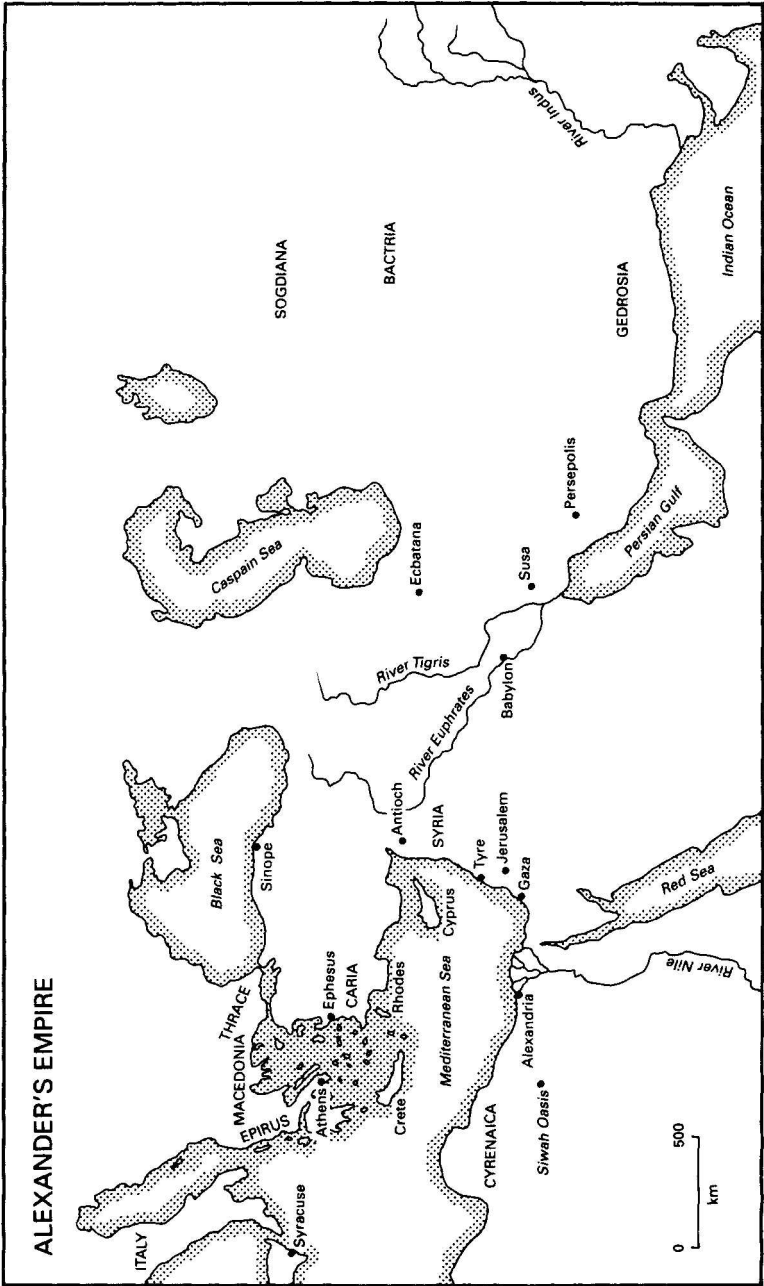 ALEXANDER'S EMPIRE
ITALY
Syracuse
EPIRUS
MACEDONIA
THRACE
Athens
Ephesus
CARIA
Rhodes
Crete
Black Sea
Sinope
Caspain Sea
SOGDIANA
BACTRIA
Antioch
SYRIA
Cyprus
Mediterranean Sea
Tyre
Jerusalem
Gaza
CYRENAICA
Alexandria
Siwah Oasis
River Nile
Red Sea
River Tigris
River Euphrates
Babylon
Ecbatana
Susa
Persepolis
Persian Gulf
GEDROSIA
River Indus
Indian Ocean
0 500
km